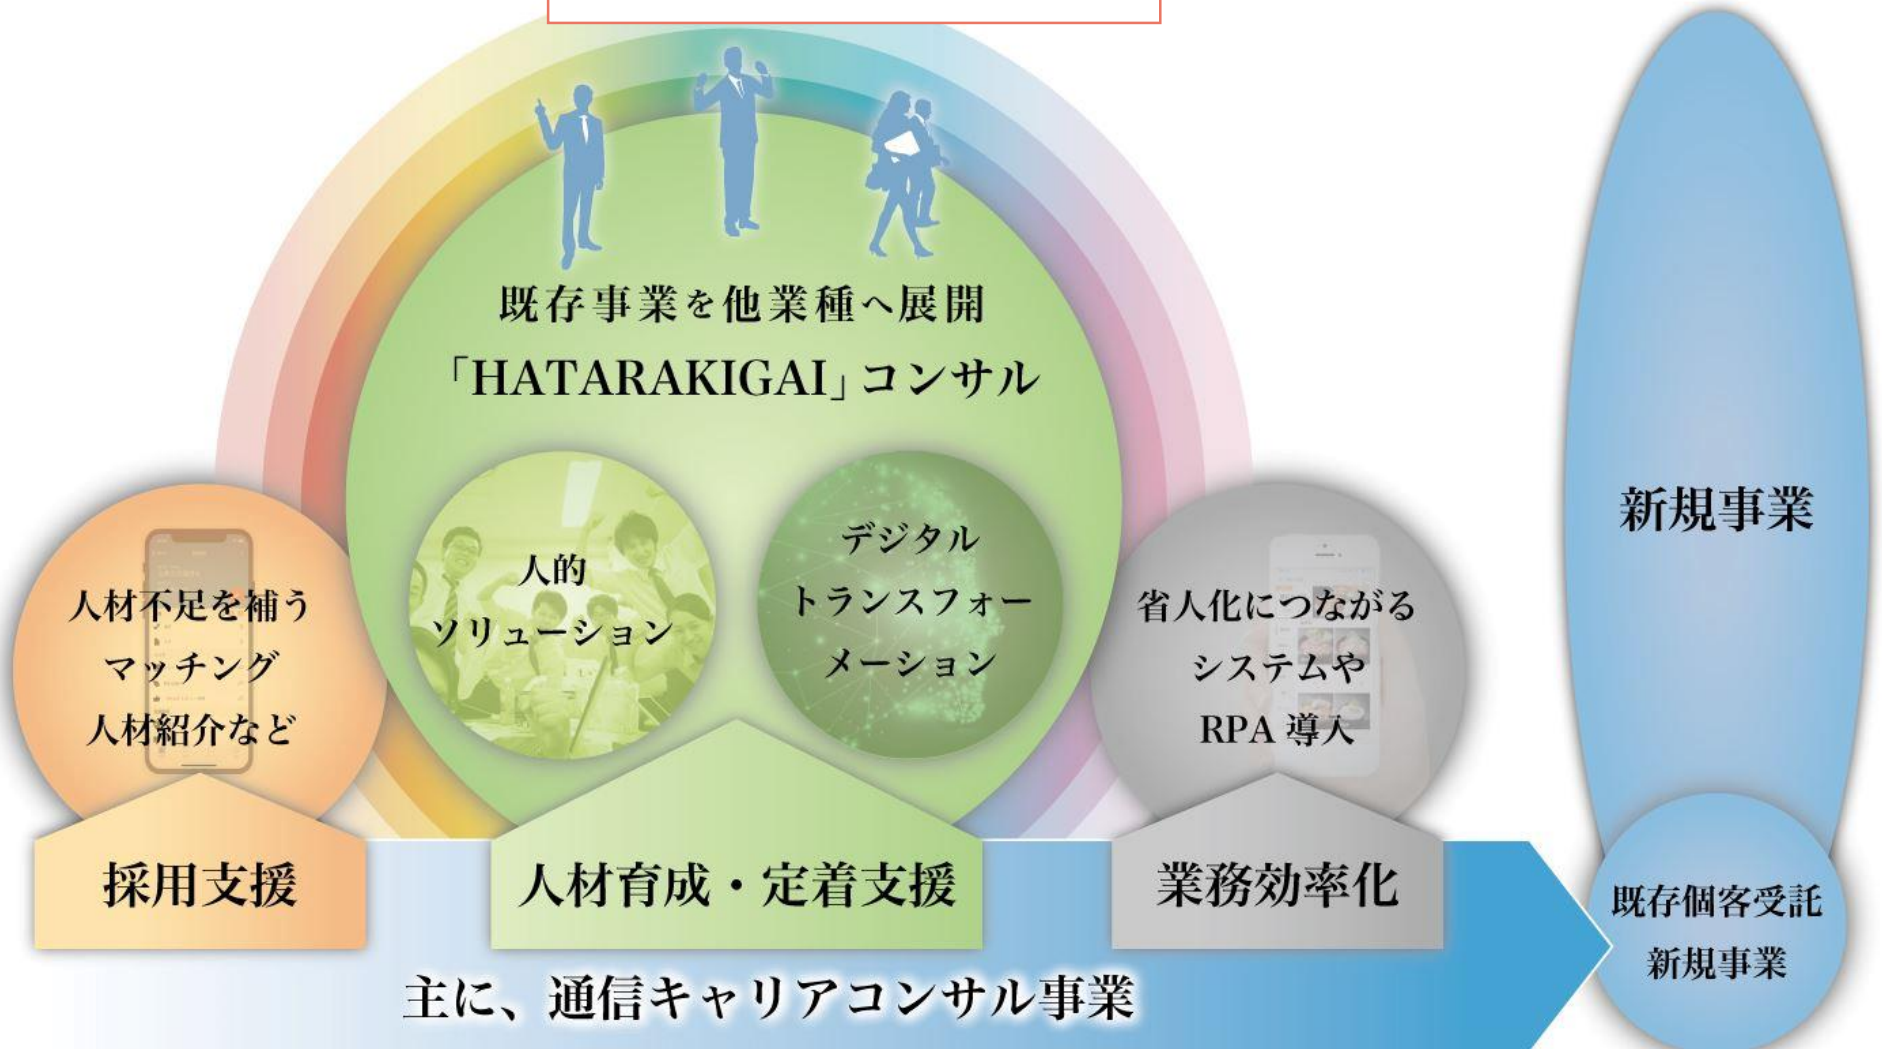 既存事業を他業種へ展開
「HATARAKIGAI」コンサル
人的
ソリューション
デジタル
トランスフォー
メーション
人材不足を補う
マッチング
人材紹介など
省人化につながる
システムや
RPA 導入
新規事業
採用支援
人材育成・定着支援
業務効率化
既存個客受託
新規事業
主に、通信キャリアコンサル事業